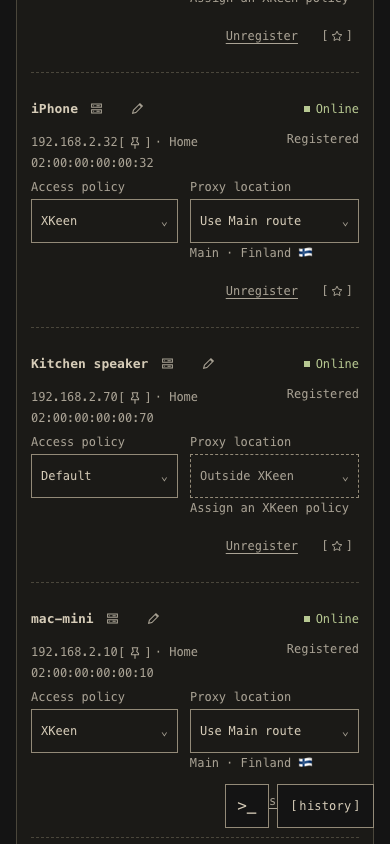 Assign an XKeen policy
Unregister [☆]
iPhone Online
192.168.2.32[ ]· Home Registered
02:00:00:00:00:32
Access policy Proxy location
XKeen Use Main route
Main · Finland 🇫🇮
Unregister [☆]
Kitchen speaker Online
192.168.2.70[ ]· Home Registered
02:00:00:00:00:70
Access policy Proxy location
Default Outside XKeen
Assign an XKeen policy
Unregister [☆]
mac-mini Online
192.168.2.10[ ]· Home Registered
02:00:00:00:00:10
Access policy Proxy location
XKeen Use Main route
Main · Finland 🇫🇮
>_ [history]